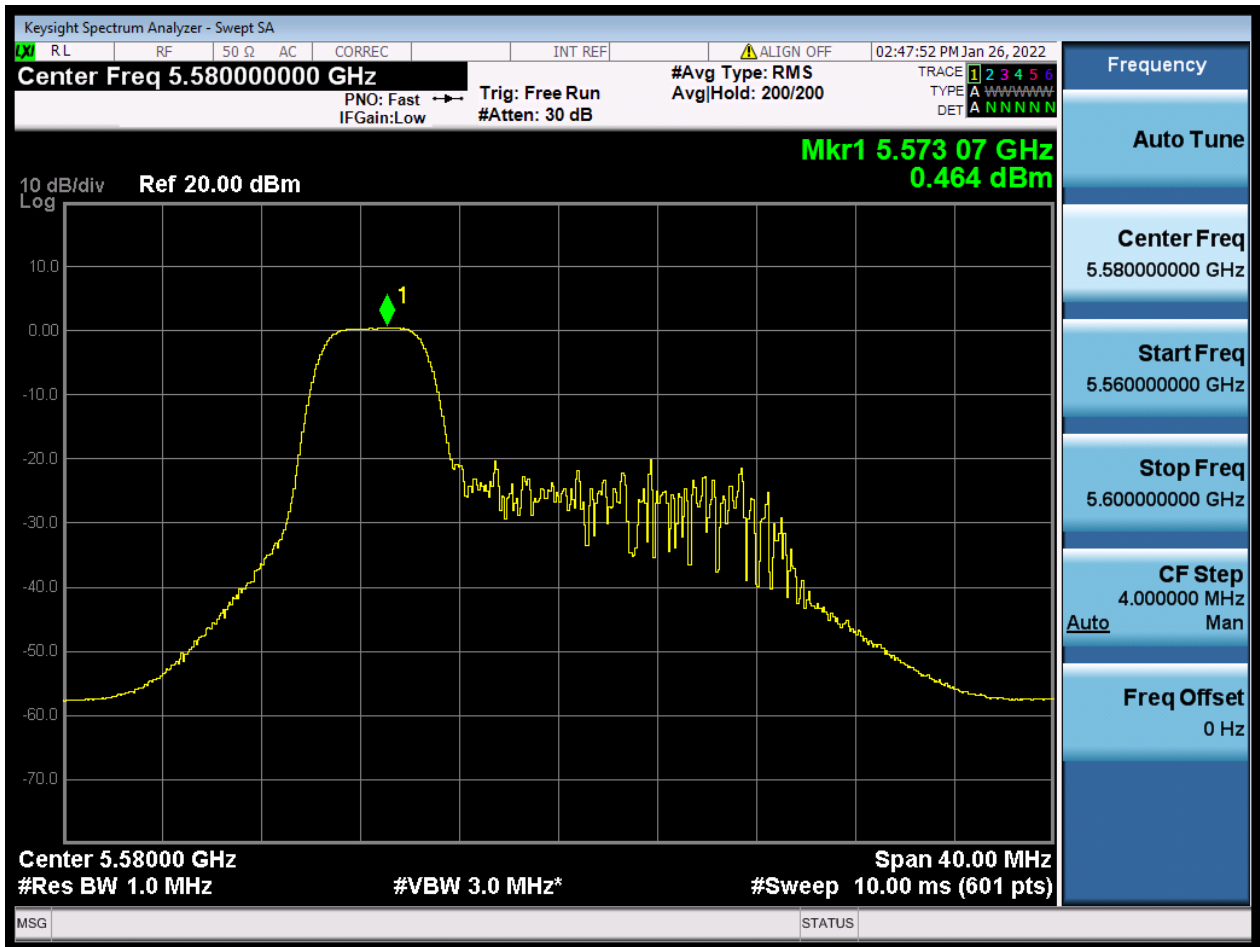 Keysight Spectrum Analyzer - Swept SA
LXI RL RF 50 Ω AC CORREC INT REF ALIGN OFF 02:47:52 PM Jan 26, 2022
Center Freq 5.580000000 GHz
PNO: Fast
IFGain:Low
Trig: Free Run
#Atten: 30 dB
#Avg Type: RMS
Avg|Hold: 200/200
TRACE 1 2 3 4 5 6
TYPE A WWWWW
DET A N N N N N
Mkr1 5.573 07 GHz
0.464 dBm
10 dB/div Ref 20.00 dBm
Log
10.0
0.00
-10.0
-20.0
-30.0
-40.0
-50.0
-60.0
-70.0
1
Center 5.58000 GHz Span 40.00 MHz
#Res BW 1.0 MHz #VBW 3.0 MHz* #Sweep 10.00 ms (601 pts)
MSG STATUS
Frequency
Auto Tune
Center Freq
5.580000000 GHz
Start Freq
5.560000000 GHz
Stop Freq
5.600000000 GHz
CF Step
4.000000 MHz
Auto Man
Freq Offset
0 Hz